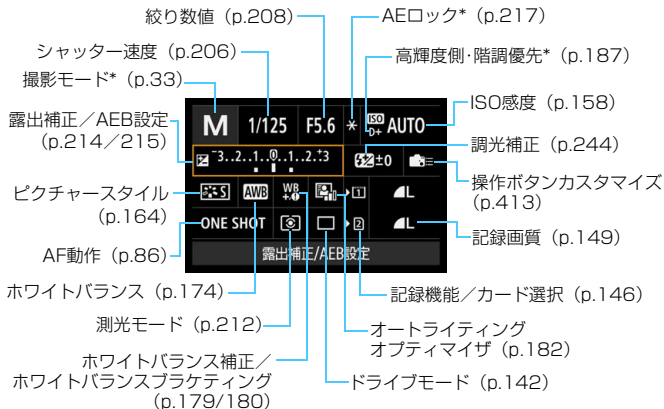 絞り数値（p.208）
AEロック*（p.217）
シャッター速度（p.206）
高輝度側・階調優先*（p.187）
撮影モード*（p.33）
ISO感度（p.158）
露出補正／AEB設定
（p.214／215）
調光補正（p.244）
操作ボタンカスタマイズ
（p.413）
ピクチャースタイル
（p.164）
記録画質（p.149）
AF動作（p.86）
ホワイトバランス（p.174）
記録機能／カード選択（p.146）
測光モード（p.212）
オートライティング
オプティマイザ（p.182）
ホワイトバランス補正／
ホワイトバランスブラケティング
（p.179/180）
ドライブモード（p.142）
M 1/125 F5.6 * ISO D+ AUTO
-3..2..1..0..1..2..+3 ±0
S AWB WB +/- 1 L
ONE SHOT 2 L
露出補正/AEB設定